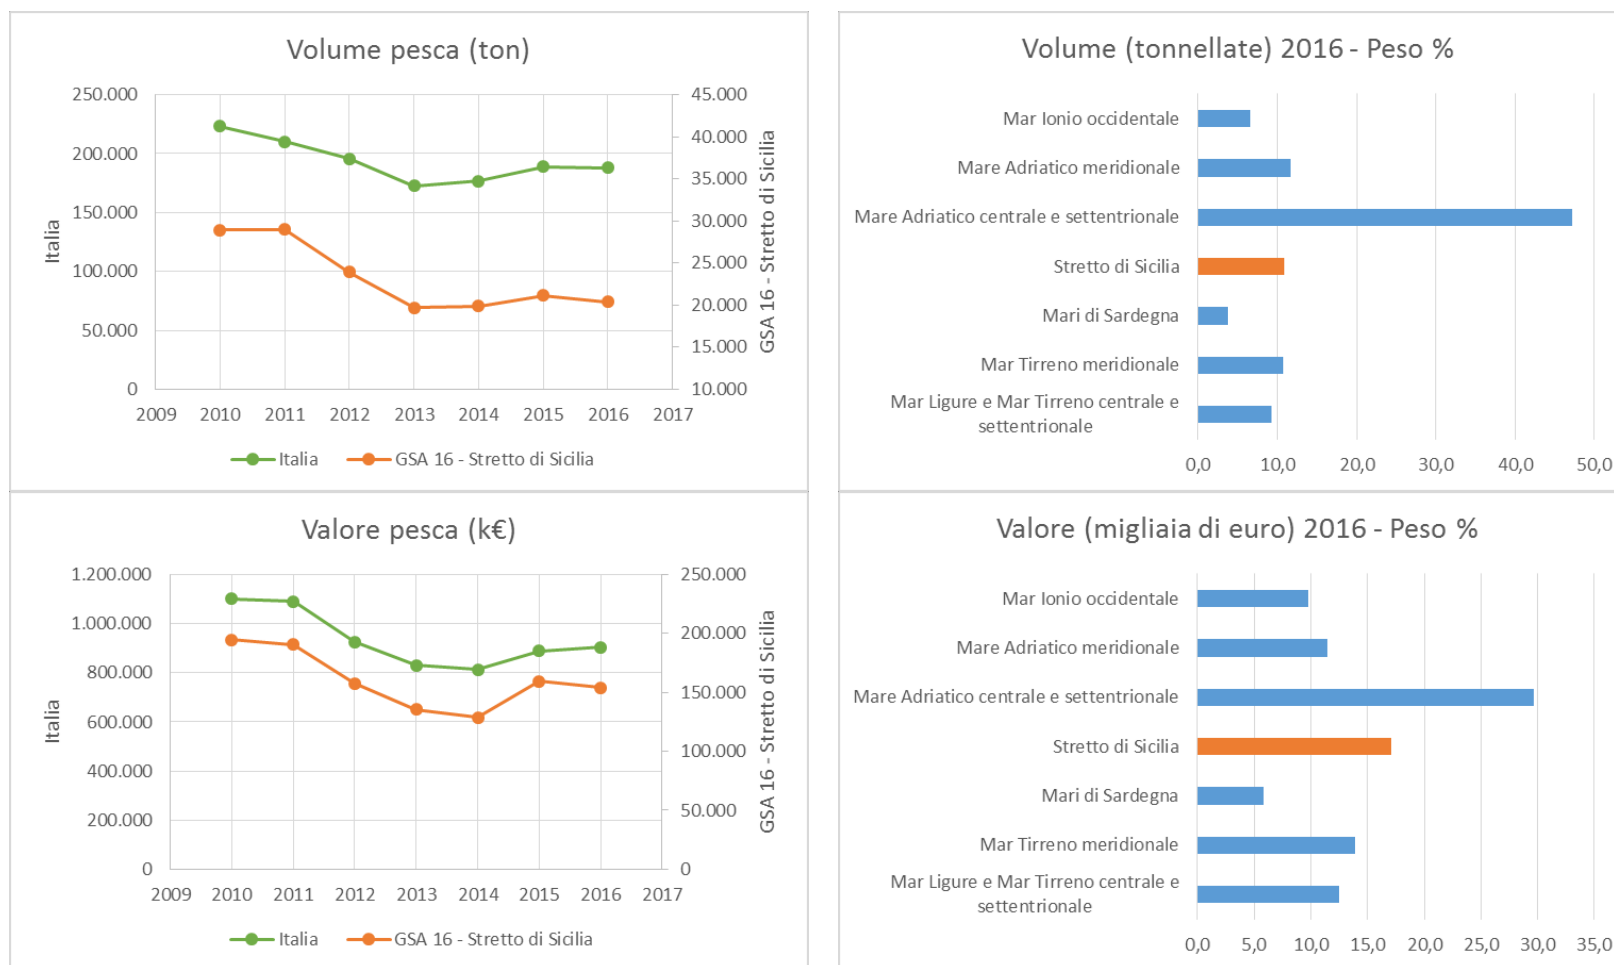 Volume pesca (ton)
250.000
200.000
150.000
100.000
50.000
0
Italia
45.000
40.000
35.000
30.000
25.000
20.000
15.000
10.000
GSA 16 - Stretto di Sicilia
2009 2010 2011 2012 2013 2014 2015 2016 2017
Italia GSA 16 - Stretto di Sicilia
Volume (tonnellate) 2016 - Peso %
Mar Ionio occidentale
Mare Adriatico meridionale
Mare Adriatico centrale e settentrionale
Stretto di Sicilia
Mari di Sardegna
Mar Tirreno meridionale
Mar Ligure e Mar Tirreno centrale e
settentrionale
0,0 10,0 20,0 30,0 40,0 50,0
Valore pesca (k€)
1.200.000
1.000.000
800.000
600.000
400.000
200.000
0
Italia
250.000
200.000
150.000
100.000
50.000
0
GSA 16 - Stretto di Sicilia
2009 2010 2011 2012 2013 2014 2015 2016 2017
Italia GSA 16 - Stretto di Sicilia
Valore (migliaia di euro) 2016 - Peso %
Mar Ionio occidentale
Mare Adriatico meridionale
Mare Adriatico centrale e settentrionale
Stretto di Sicilia
Mari di Sardegna
Mar Tirreno meridionale
Mar Ligure e Mar Tirreno centrale e
settentrionale
0,0 5,0 10,0 15,0 20,0 25,0 30,0 35,0